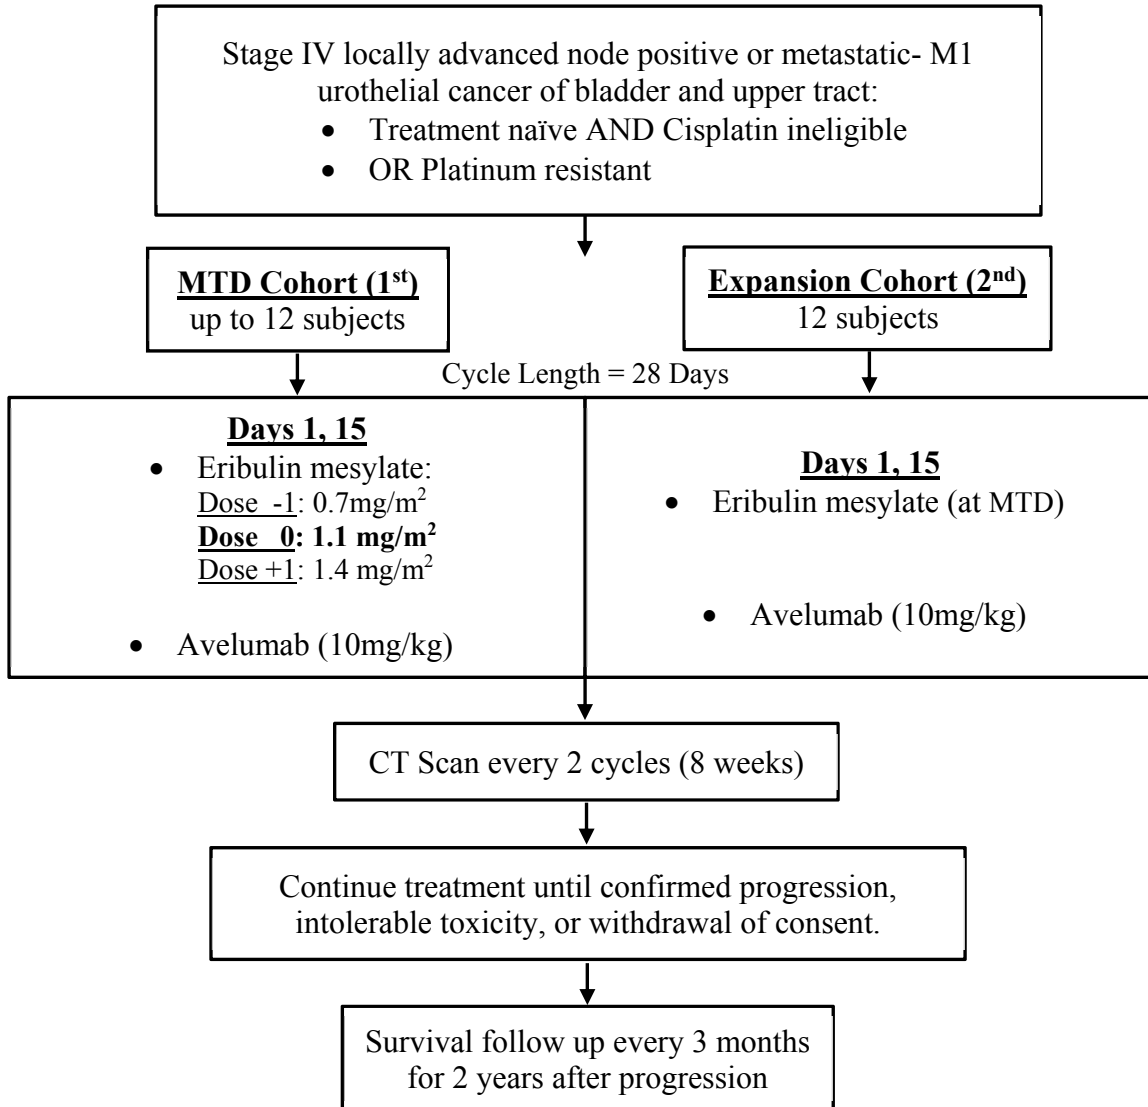 Stage IV locally advanced node positive or metastatic- M1
urothelial cancer of bladder and upper tract:
• Treatment naïve AND Cisplatin ineligible
• OR Platinum resistant
MTD Cohort (1st)
up to 12 subjects
Expansion Cohort (2nd)
12 subjects
Cycle Length = 28 Days
Days 1, 15
• Eribulin mesylate:
Dose -1: 0.7mg/m2
Dose 0: 1.1 mg/m2
Dose +1: 1.4 mg/m2
• Avelumab (10mg/kg)
Days 1, 15
• Eribulin mesylate (at MTD)
• Avelumab (10mg/kg)
CT Scan every 2 cycles (8 weeks)
Continue treatment until confirmed progression,
intolerable toxicity, or withdrawal of consent.
Survival follow up every 3 months
for 2 years after progression